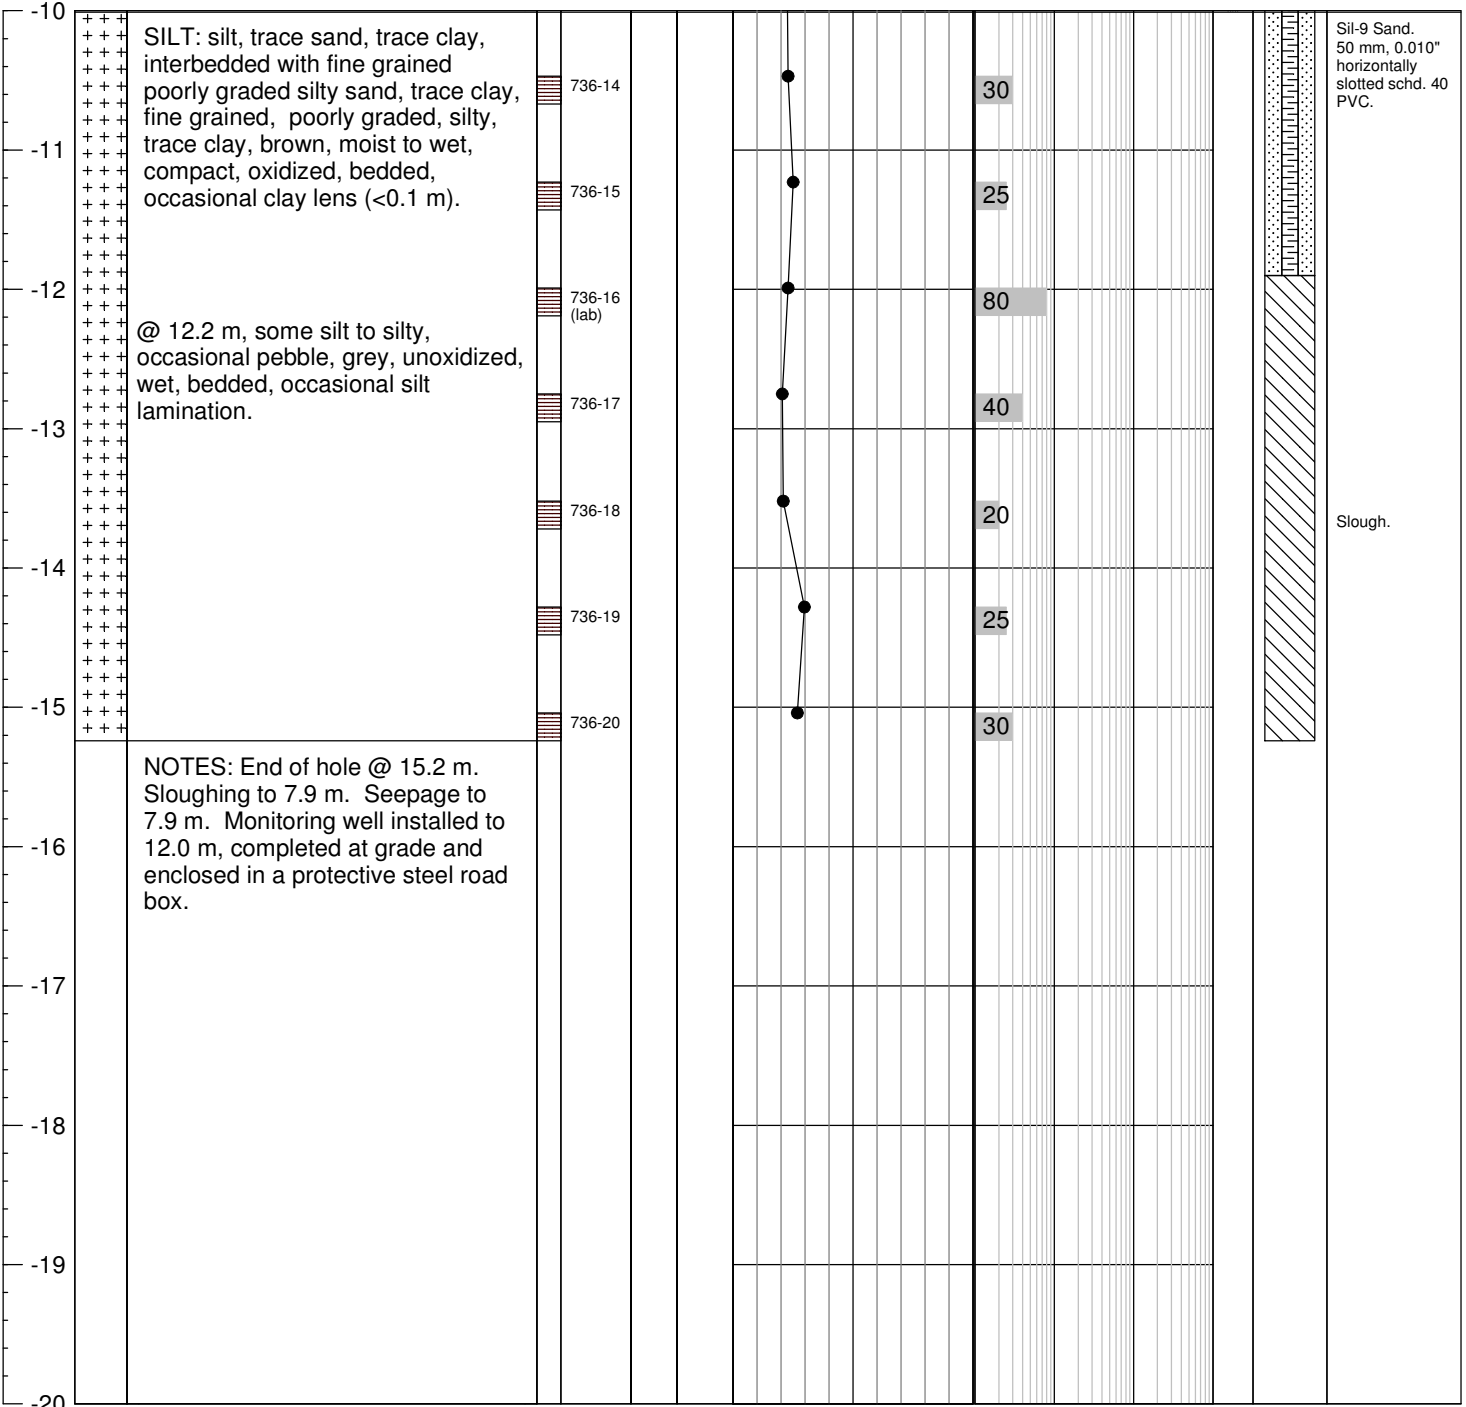 -10
SILT: silt, trace sand, trace clay,
interbedded with fine grained
poorly graded silty sand, trace clay,
fine grained, poorly graded, silty,
trace clay, brown, moist to wet,
compact, oxidized, bedded,
occasional clay lens (<0.1 m).
Sil-9 Sand.
50 mm, 0.010"
horizontally
slotted schd. 40
PVC.
736-14
30
-11
736-15
25
-12
736-16
(lab)
80
@ 12.2 m, some silt to silty,
occasional pebble, grey, unoxidized,
wet, bedded, occasional silt
lamination.
736-17
40
-13
736-18
20
Slough.
-14
736-19
25
-15
736-20
30
NOTES: End of hole @ 15.2 m.
Sloughing to 7.9 m. Seepage to
7.9 m. Monitoring well installed to
12.0 m, completed at grade and
enclosed in a protective steel road
box.
-16
-17
-18
-19
-20